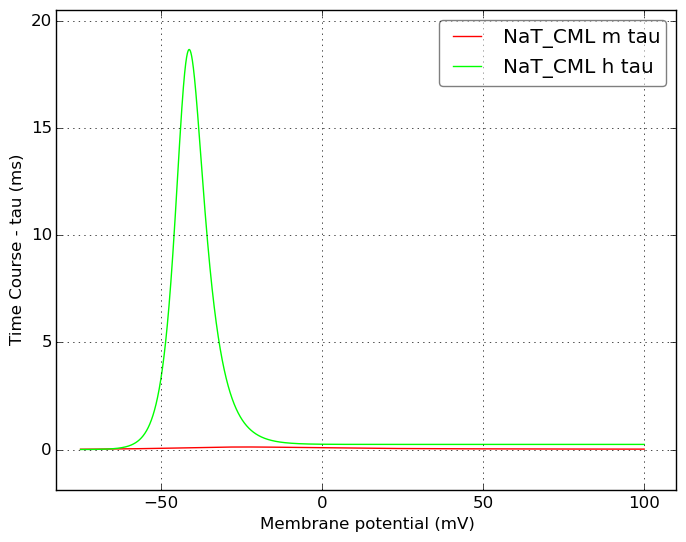 NaT_CML m tau
NaT_CML h tau
20
15
10
5
0
Time Course - tau (ms)
−50 0 50 100
Membrane potential (mV)